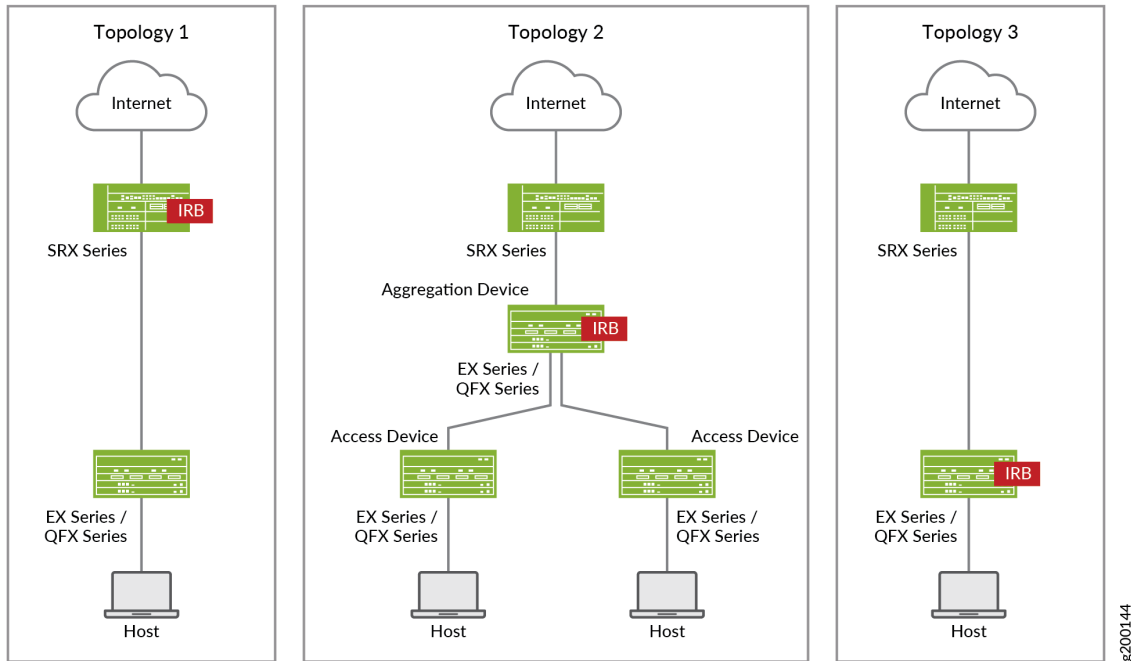 Topology 1
Internet
IRB
SRX Series
EX Series /
QFX Series
Host
Topology 2
Internet
SRX Series
Aggregation Device
IRB
EX Series /
QFX Series
Access Device
Access Device
EX Series /
QFX Series
EX Series /
QFX Series
Host
Host
Topology 3
Internet
SRX Series
IRB
EX Series /
QFX Series
Host
g200144